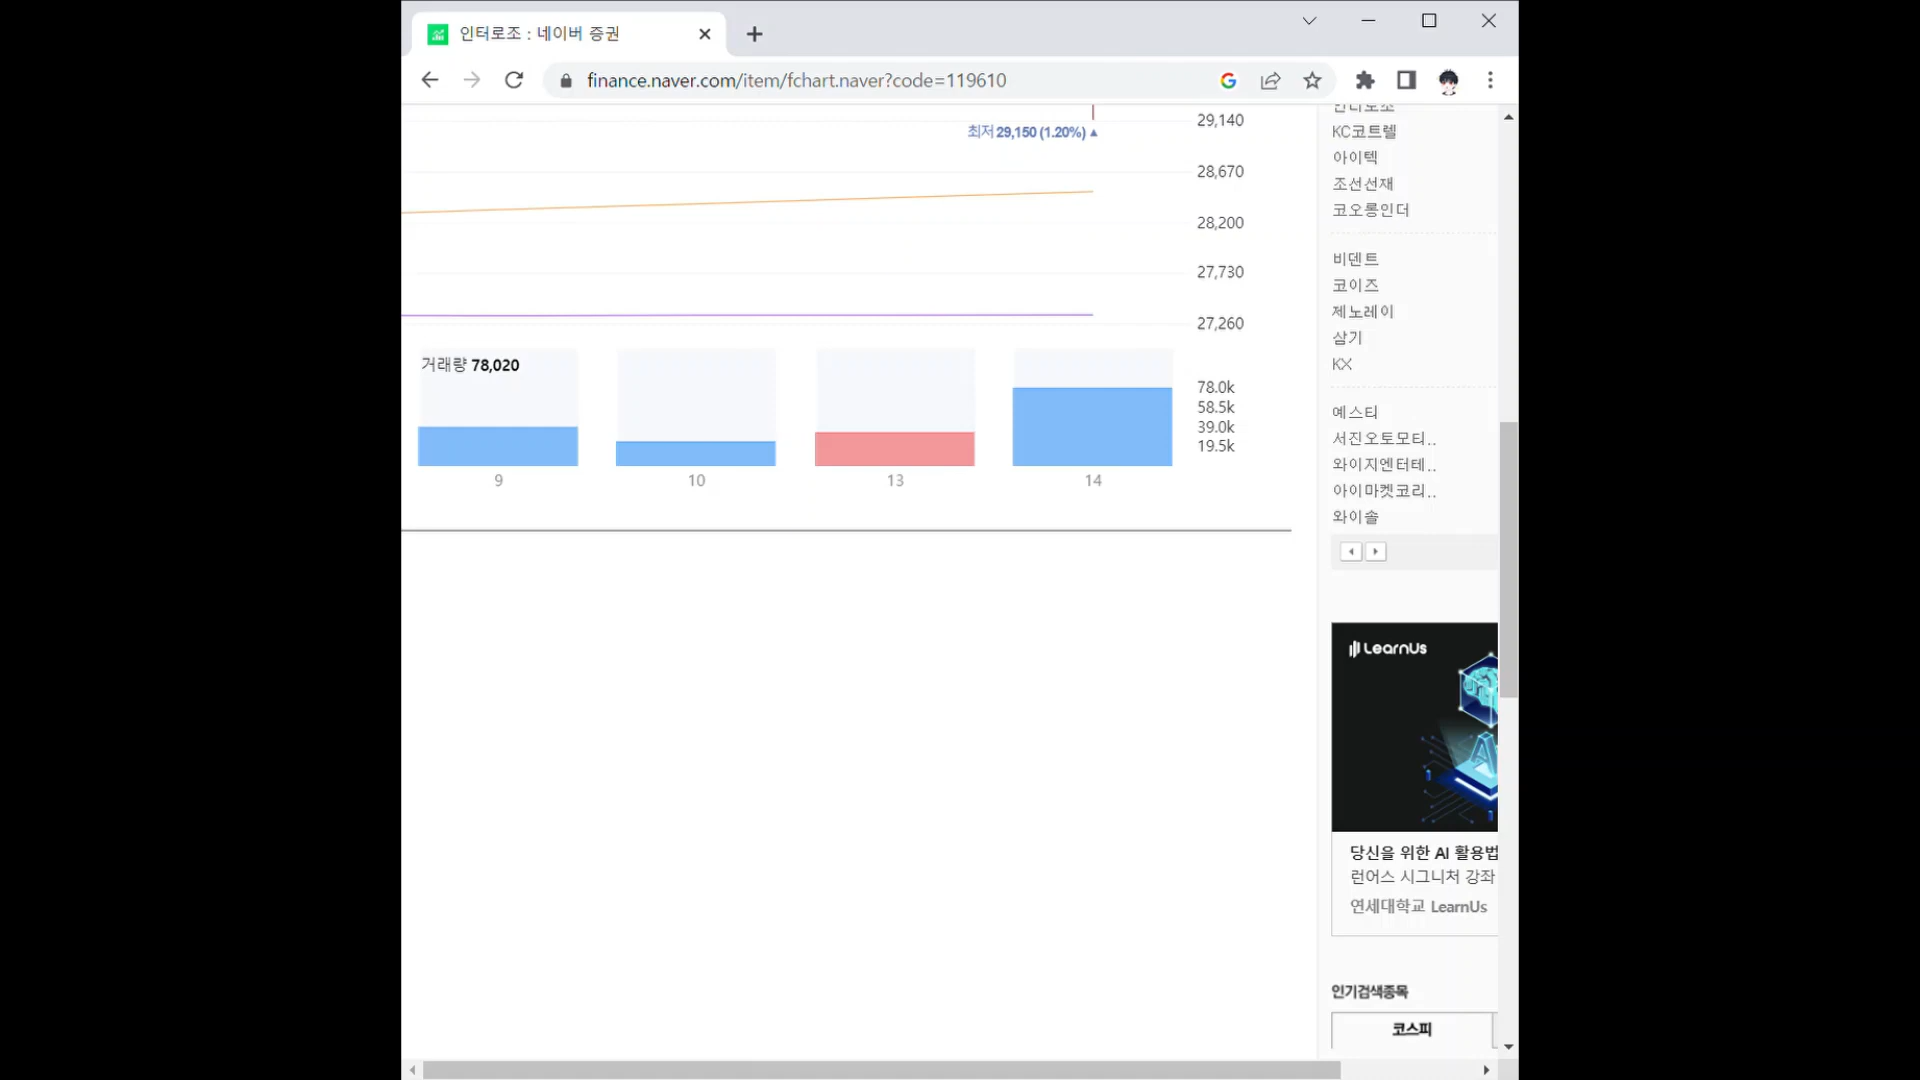 인터로조 : 네이버 증권
finance.naver.com/item/fchart.naver?code=119610
최저 29,150 (1.20%) ▲
29,140
28,670
28,200
27,730
27,260
거래량 78,020
78.0k
58.5k
39.0k
19.5k
9
10
13
14
인터로조
KC코트렐
아이텍
조선선재
코오롱인더
비덴트
코이즈
제노레이
삼기
KX
예스티
서진오토모티..
와이지엔터테..
아이마켓코리..
와이솔
LearnUs
당신을 위한 AI 활용법
런어스 시그니처 강좌
연세대학교 LearnUs
인기검색종목
코스피